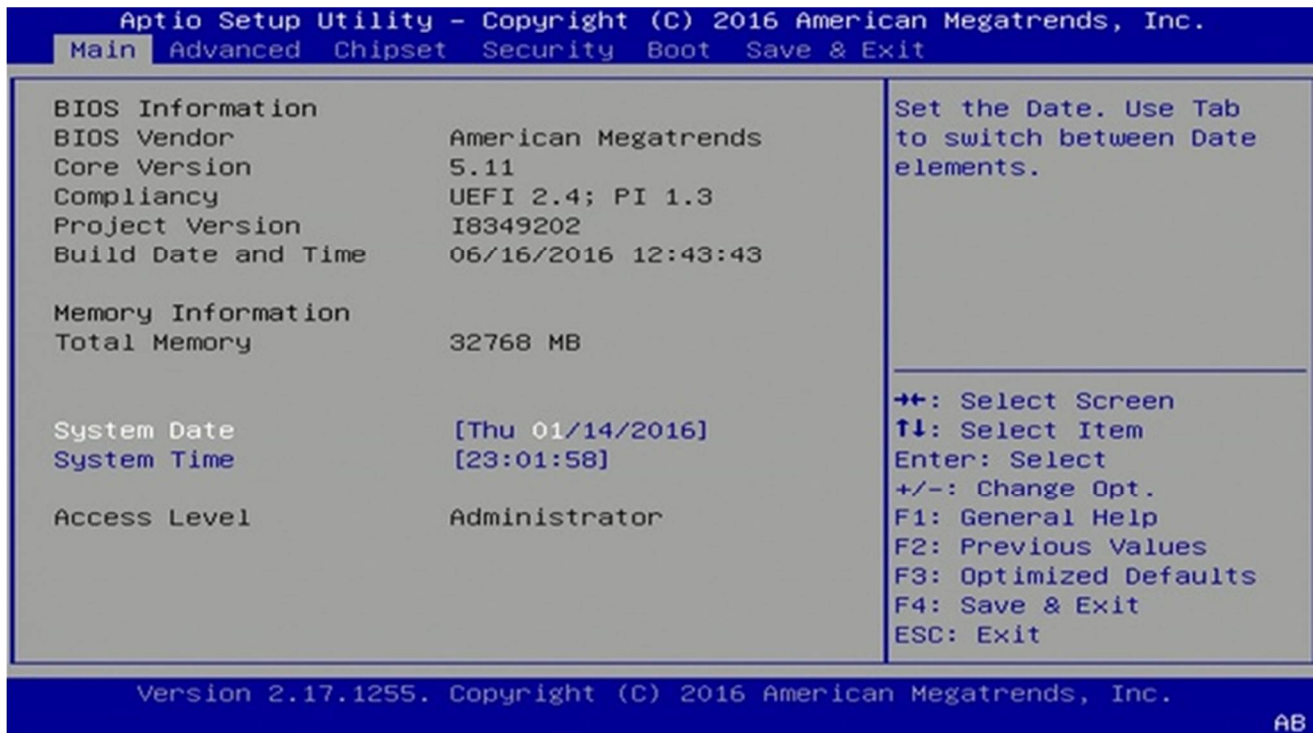 Aptio Setup Utility – Copyright (C) 2016 American Megatrends, Inc.
Main Advanced Chipset Security Boot Save & Exit
BIOS Information
BIOS Vendor American Megatrends
Core Version 5.11
Compliancy UEFI 2.4; PI 1.3
Project Version I8349202
Build Date and Time 06/16/2016 12:43:43
Memory Information
Total Memory 32768 MB
System Date [Thu 01/14/2016]
System Time [23:01:58]
Access Level Administrator
Set the Date. Use Tab
to switch between Date
elements.
→←: Select Screen
↑↓: Select Item
Enter: Select
+/-: Change Opt.
F1: General Help
F2: Previous Values
F3: Optimized Defaults
F4: Save & Exit
ESC: Exit
Version 2.17.1255. Copyright (C) 2016 American Megatrends, Inc.
AB